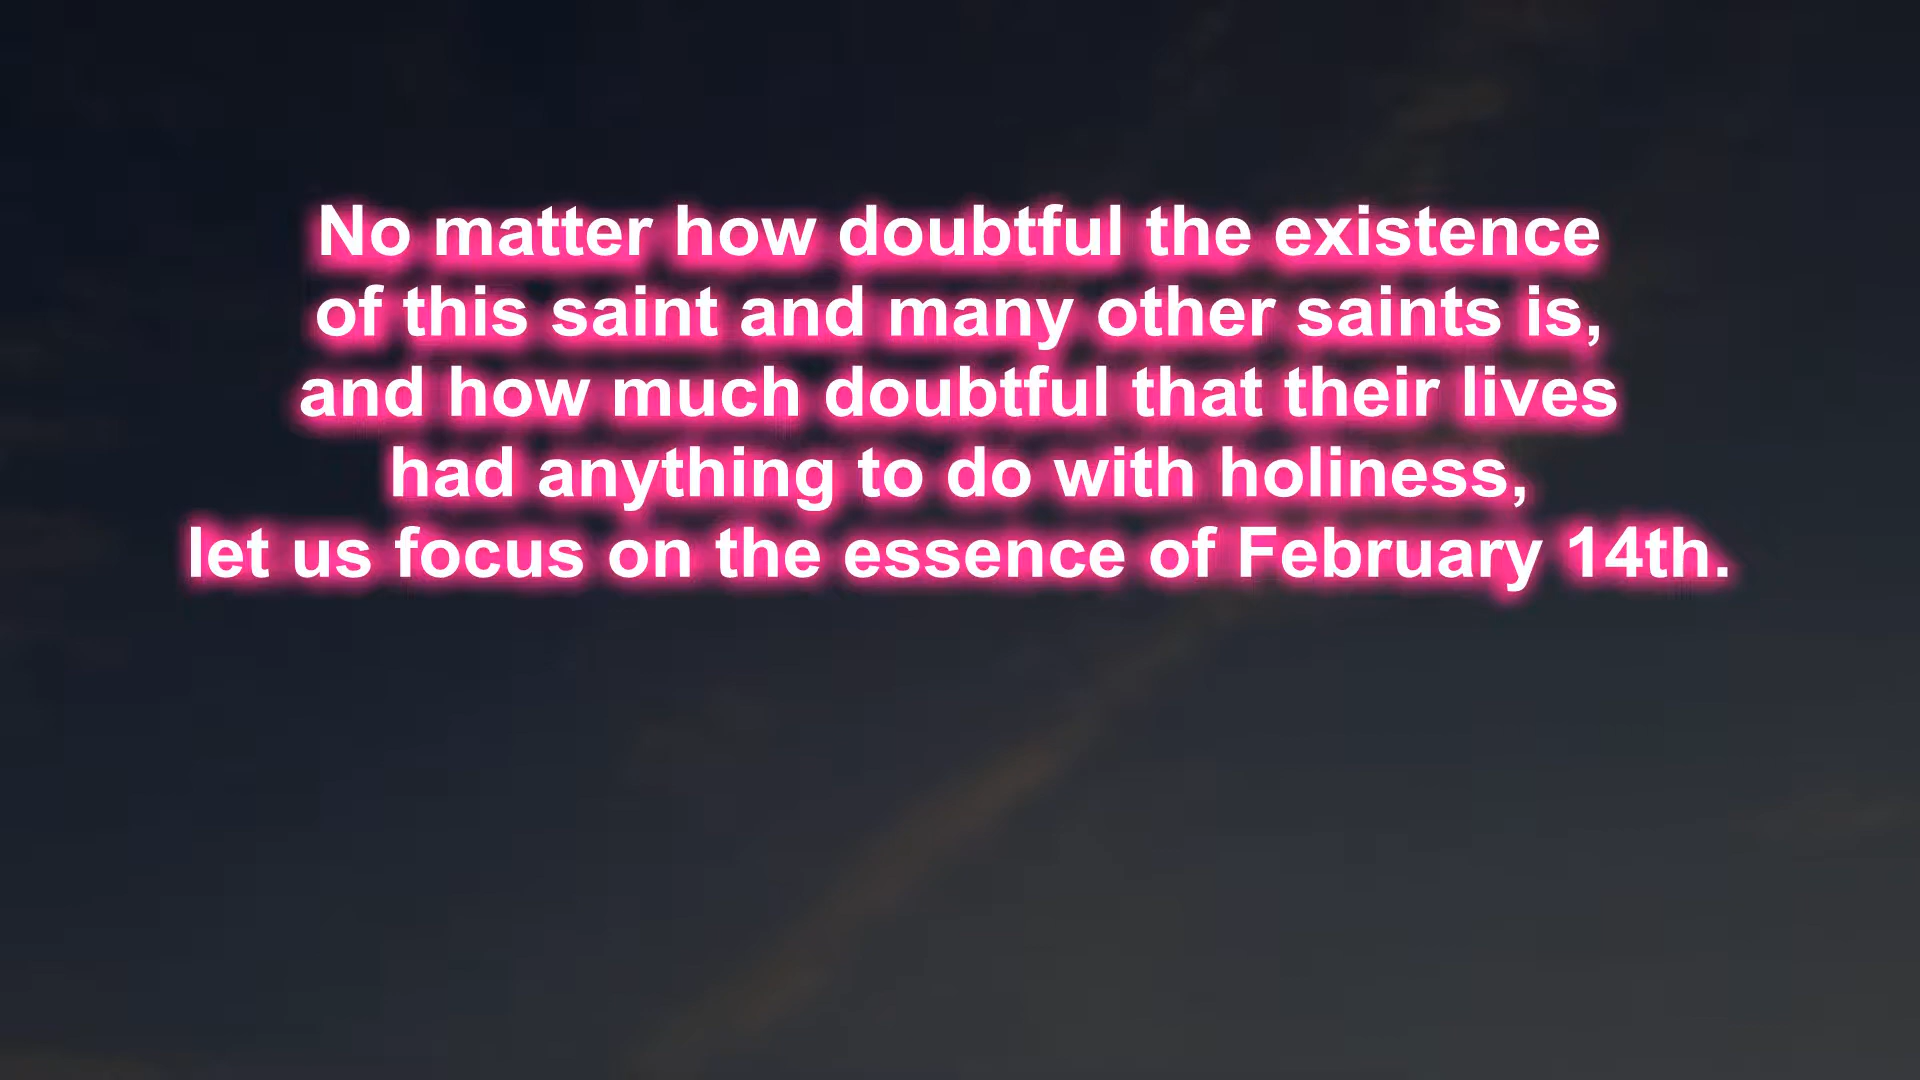 No matter how doubtful the existence
of this saint and many other saints is,
and how much doubtful that their lives
had anything to do with holiness,
let us focus on the essence of February 14th.